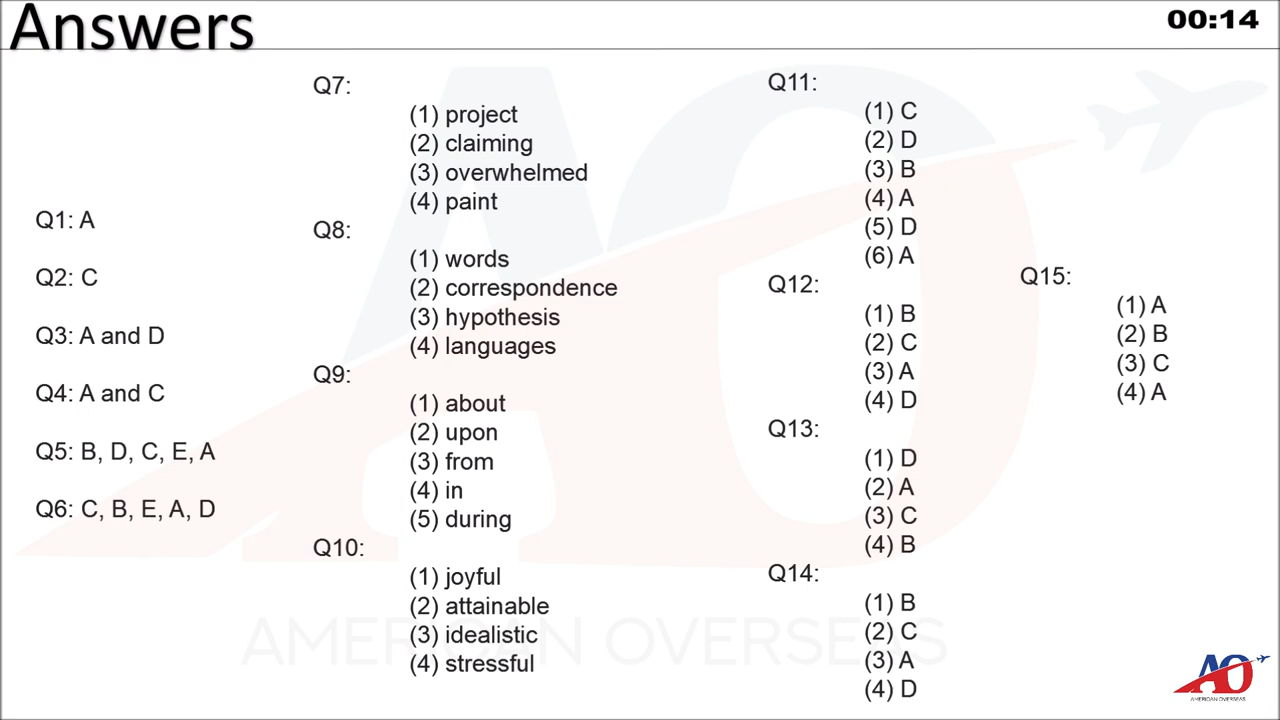 Answers
00:14
Q1: A
Q2: C
Q3: A and D
Q4: A and C
Q5: B, D, C, E, A
Q6: C, B, E, A, D
Q7:
(1) project
(2) claiming
(3) overwhelmed
(4) paint
Q8:
(1) words
(2) correspondence
(3) hypothesis
(4) languages
Q9:
(1) about
(2) upon
(3) from
(4) in
(5) during
Q10:
(1) joyful
(2) attainable
(3) idealistic
(4) stressful
Q11:
(1) C
(2) D
(3) B
(4) A
(5) D
(6) A
Q12:
(1) B
(2) C
(3) A
(4) D
Q13:
(1) D
(2) A
(3) C
(4) B
Q14:
(1) B
(2) C
(3) A
(4) D
Q15:
(1) A
(2) B
(3) C
(4) A
AO
AMERICAN OVERSEAS
AO
AMERICAN OVERSEAS